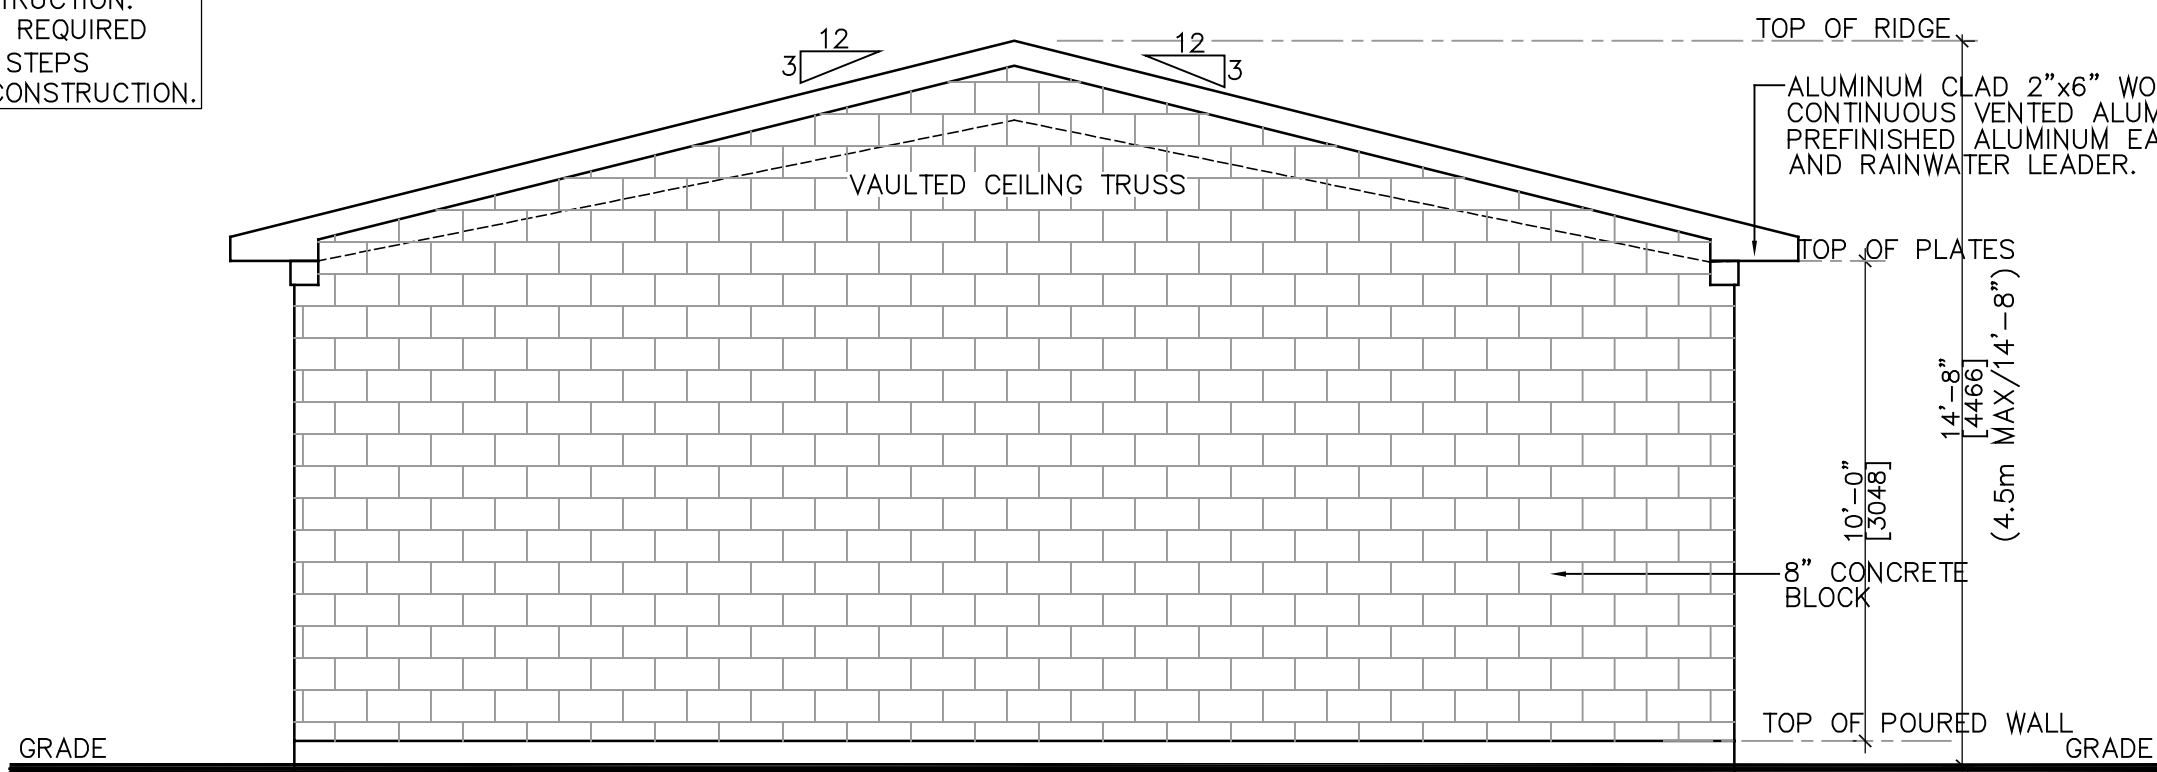 REQUIRED
STEPS
CONSTRUCTION.
12
3
12
3
TOP OF RIDGE
ALUMINUM CLAD 2"x6"
CONTINUOUS VENTED
PREFINISHED ALUMINUM
AND RAINWATER LEADER.
VAULTED CEILING TRUSS
TOP OF PLATES
14'-8"
[4466]
(4.5m MAX/14'-8")
10'-0"
[3048]
8" CONCRETE
BLOCK
TOP OF POURED WALL
GRADE
GRADE